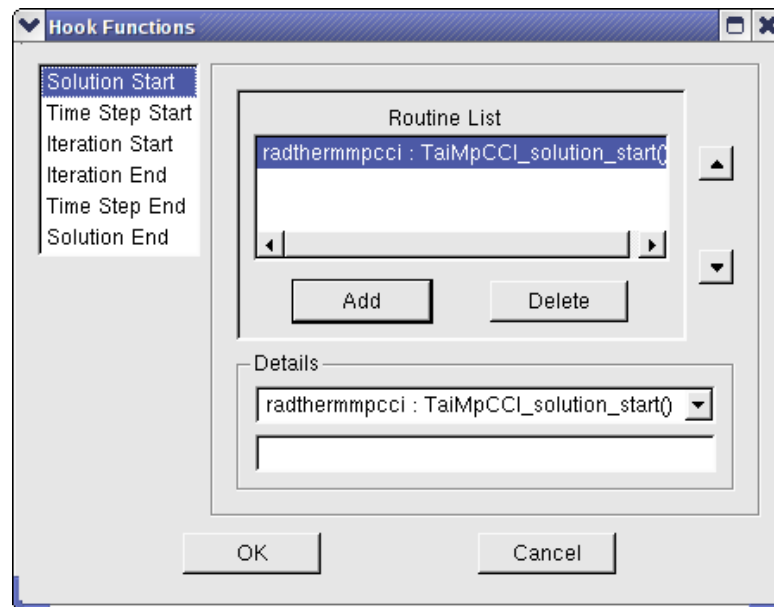 Hook Functions
Solution Start
Time Step Start
Iteration Start
Iteration End
Time Step End
Solution End
Routine List
radthermmpcci : TaiMpCCI_solution_start()
Add
Delete
Details
radthermmpcci : TaiMpCCI_solution_start()
OK
Cancel